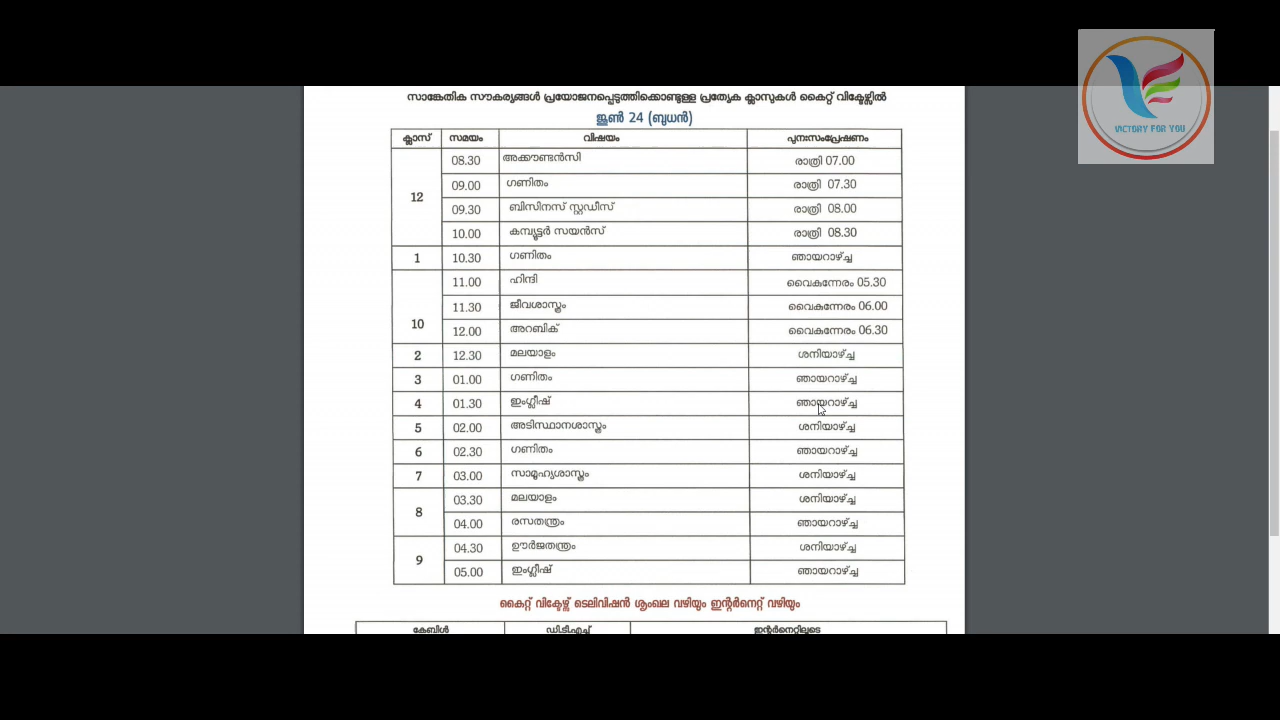 VICTORY FOR YOU
സാങ്കേതിക സൗകര്യങ്ങൾ പ്രയോജനപ്പെടുത്തിക്കൊണ്ടുള്ള പ്രത്യേക ക്ലാസുകൾ കൈറ്റ് വിക്ടേഴ്സിൽ
ജൂൺ 24 (ബുധൻ)
ക്ലാസ് സമയം വിഷയം പുനഃസംപ്രേഷണം
12 08.30 അക്കൗണ്ടൻസി രാത്രി 07.00
09.00 ഗണിതം രാത്രി 07.30
09.30 ബിസിനസ് സ്റ്റഡീസ് രാത്രി 08.00
10.00 കമ്പ്യൂട്ടർ സയൻസ് രാത്രി 08.30
1 10.30 ഗണിതം ഞായറാഴ്ച്ച
10 11.00 ഹിന്ദി വൈകുന്നേരം 05.30
11.30 ജീവശാസ്ത്രം വൈകുന്നേരം 06.00
12.00 അറബിക് വൈകുന്നേരം 06.30
2 12.30 മലയാളം ശനിയാഴ്ച്ച
3 01.00 ഗണിതം ഞായറാഴ്ച്ച
4 01.30 ഇംഗ്ലീഷ് ഞായറാഴ്ച്ച
5 02.00 അടിസ്ഥാനശാസ്ത്രം ശനിയാഴ്ച്ച
6 02.30 ഗണിതം ഞായറാഴ്ച്ച
7 03.00 സാമൂഹ്യശാസ്ത്രം ശനിയാഴ്ച്ച
8 03.30 മലയാളം ശനിയാഴ്ച്ച
04.00 രസതന്ത്രം ഞായറാഴ്ച്ച
9 04.30 ഊർജതന്ത്രം ശനിയാഴ്ച്ച
05.00 ഇംഗ്ലീഷ് ഞായറാഴ്ച്ച
കൈറ്റ് വിക്ടേഴ്സ് ടെലിവിഷൻ ശൃംഖല വഴിയും ഇന്റർനെറ്റ് വഴിയും
കേബിൾ ഡി.ടി.എച്ച് ഇന്റർനെറ്റിലൂടെ